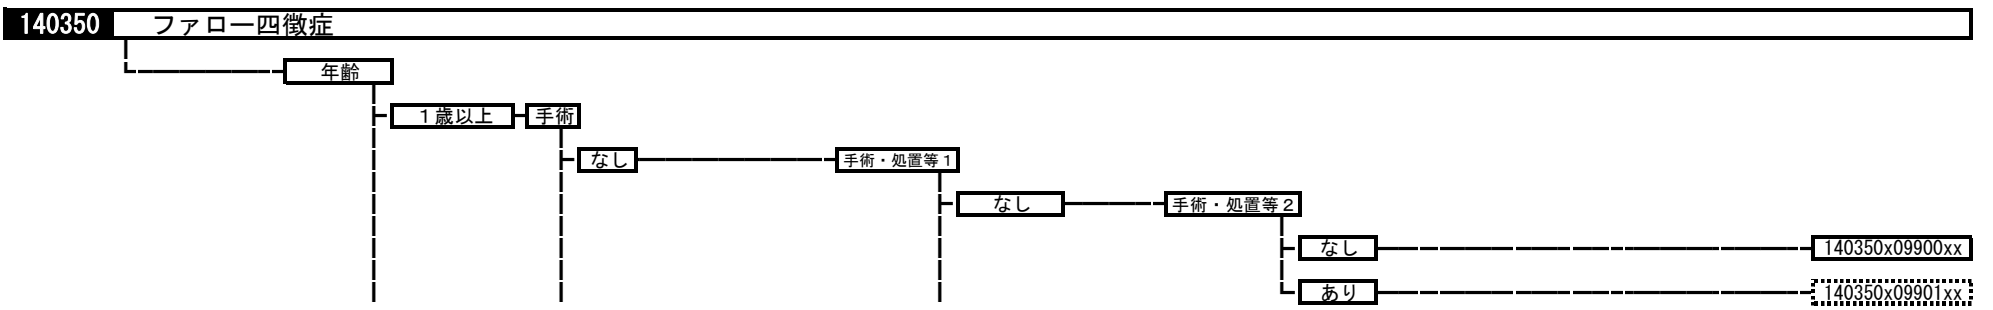 140350 ファロー四徴症
年齢
１歳以上 手術
なし 手術・処置等１
なし 手術・処置等２
なし 140350x09900xx
あり 140350x09901xx